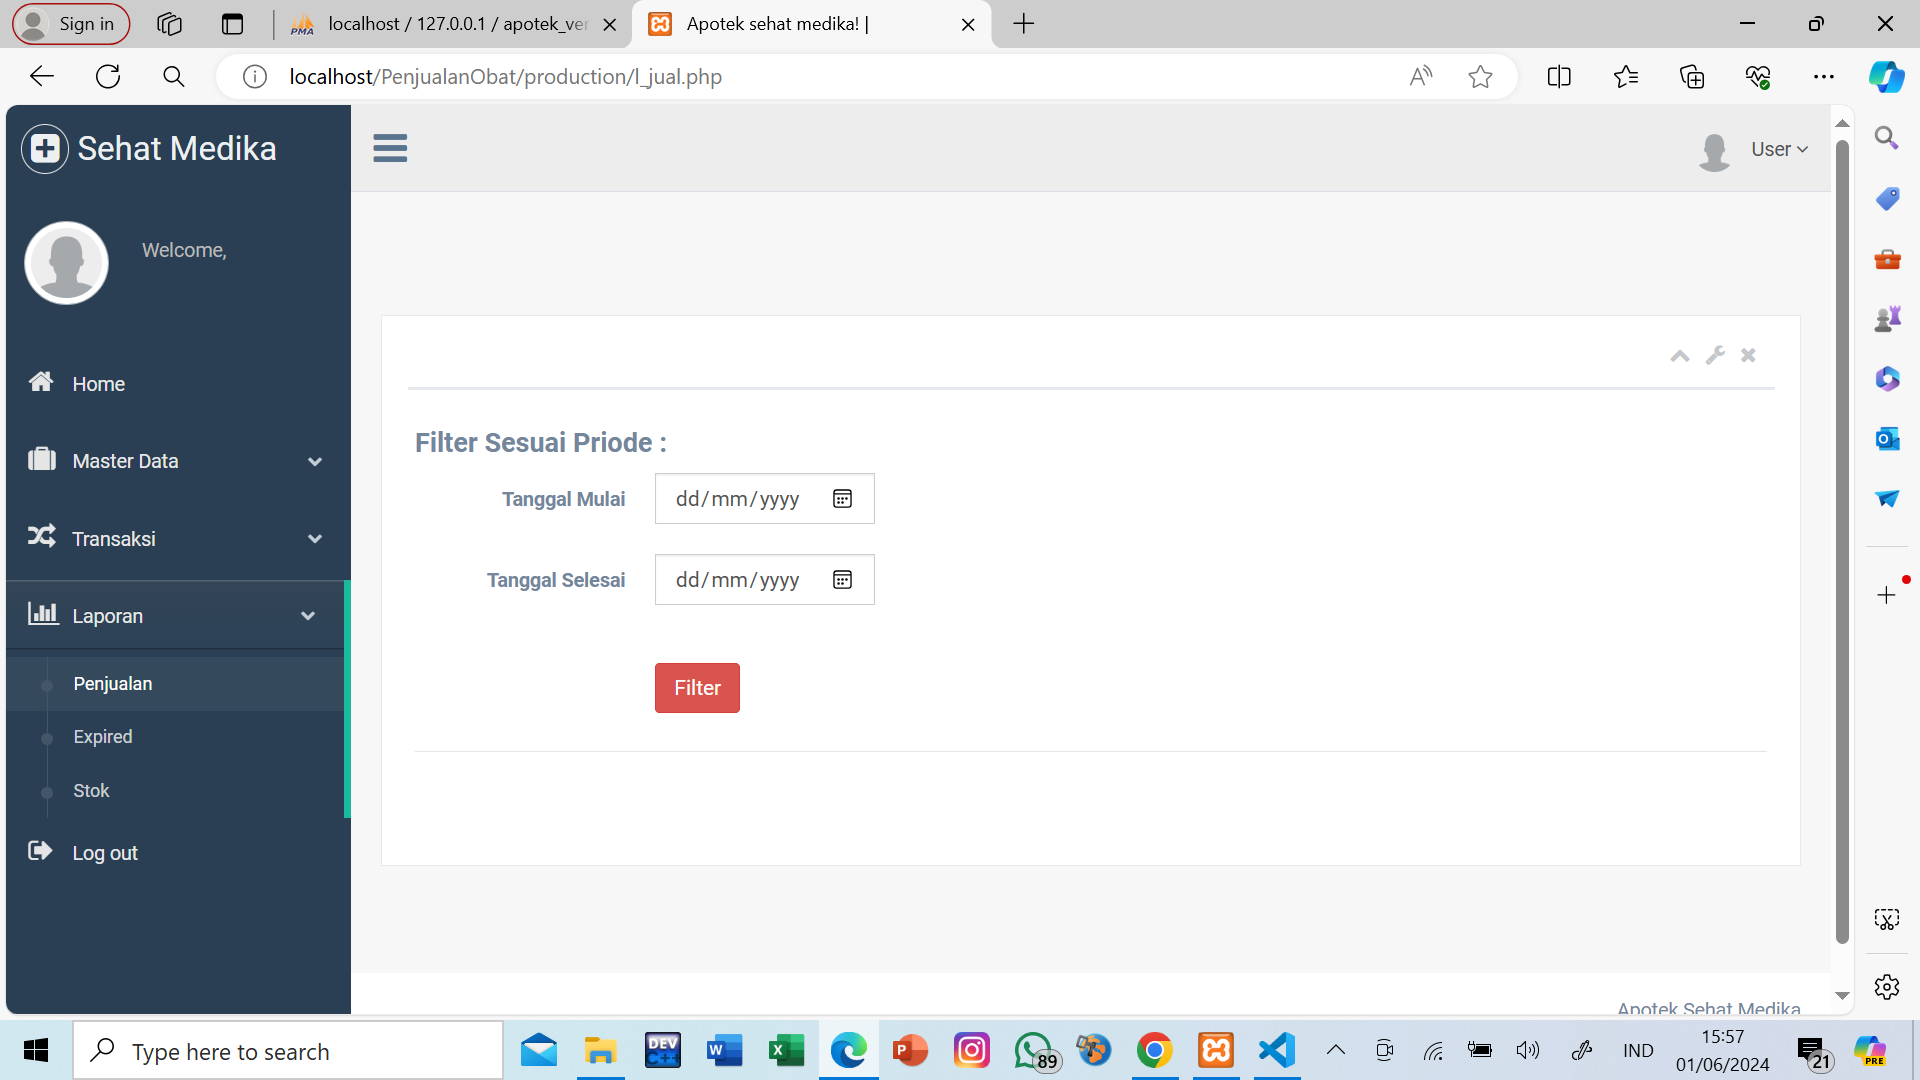 Sign in
localhost / 127.0.0.1 / apotek_ver
Apotek sehat medika! |
localhost/PenjualanObat/production/l_jual.php
Sehat Medika
User
Welcome,
Home
Master Data
Transaksi
Laporan
Penjualan
Expired
Stok
Log out
Filter Sesuai Priode :
Tanggal Mulai
dd/mm/yyyy
Tanggal Selesai
dd/mm/yyyy
Filter
Apotek Sehat Medika
Type here to search
DEV C++
89
IND
15:57
01/06/2024
21
PRE